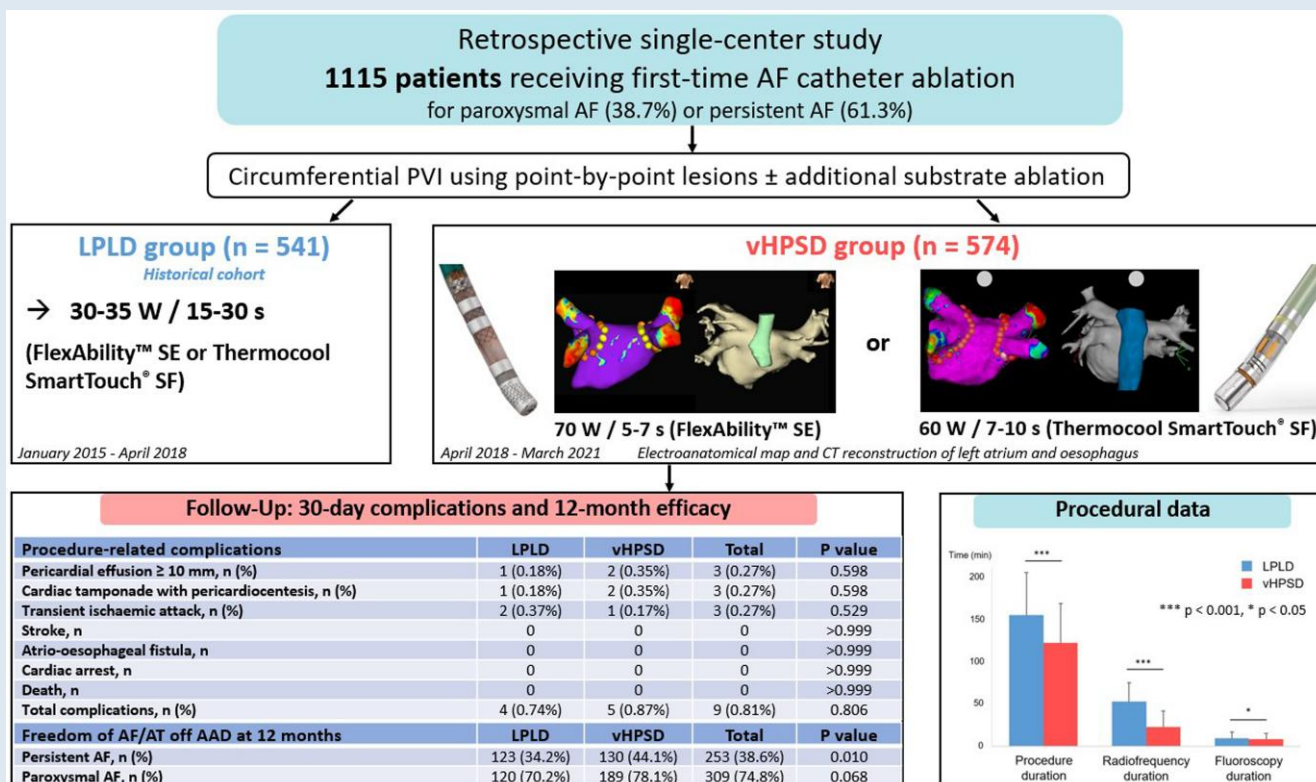 Retrospective single-center study
1115 patients receiving first-time AF catheter ablation
for paroxysmal AF (38.7%) or persistent AF (61.3%)
Circumferential PVI using point-by-point lesions ± additional substrate ablation
LPLD group (n = 541)
Historical cohort
→ 30-35 W / 15-30 s
(FlexAbility™ SE or Thermocool
SmartTouch® SF)
January 2015 - April 2018
vHPSD group (n = 574)
or
70 W / 5-7 s (FlexAbility™ SE)
60 W / 7-10 s (Thermocool SmartTouch® SF)
April 2018 - March 2021 Electroanatomical map and CT reconstruction of left atrium and oesophagus
Follow-Up: 30-day complications and 12-month efficacy
Procedure-related complications LPLD vHPSD Total P value
Pericardial effusion ≥ 10 mm, n (%) 1 (0.18%) 2 (0.35%) 3 (0.27%) 0.598
Cardiac tamponade with pericardiocentesis, n (%) 1 (0.18%) 2 (0.35%) 3 (0.27%) 0.598
Transient ischaemic attack, n (%) 2 (0.37%) 1 (0.17%) 3 (0.27%) 0.529
Stroke, n 0 0 0 >0.999
Atrio-oesophageal fistula, n 0 0 0 >0.999
Cardiac arrest, n 0 0 0 >0.999
Death, n 0 0 0 >0.999
Total complications, n (%) 4 (0.74%) 5 (0.87%) 9 (0.81%) 0.806
Freedom of AF/AT off AAD at 12 months LPLD vHPSD Total P value
Persistent AF, n (%) 123 (34.2%) 130 (44.1%) 253 (38.6%) 0.010
Paroxysmal AF, n (%) 120 (70.2%) 189 (78.1%) 309 (74.8%) 0.068
Procedural data
Time (min)
200
150
100
50
0
***
***
*
LPLD
vHPSD
*** p < 0.001, * p < 0.05
Procedure duration
Radiofrequency duration
Fluoroscopy duration